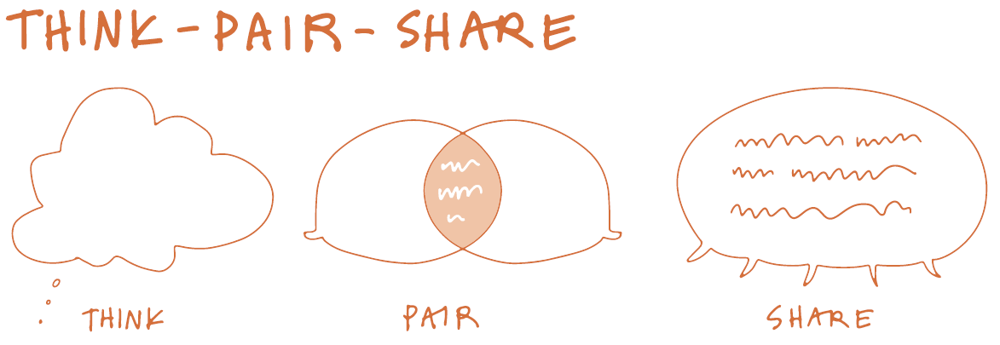 THINK - PAIR - SHARE
THINK
PAIR
SHARE